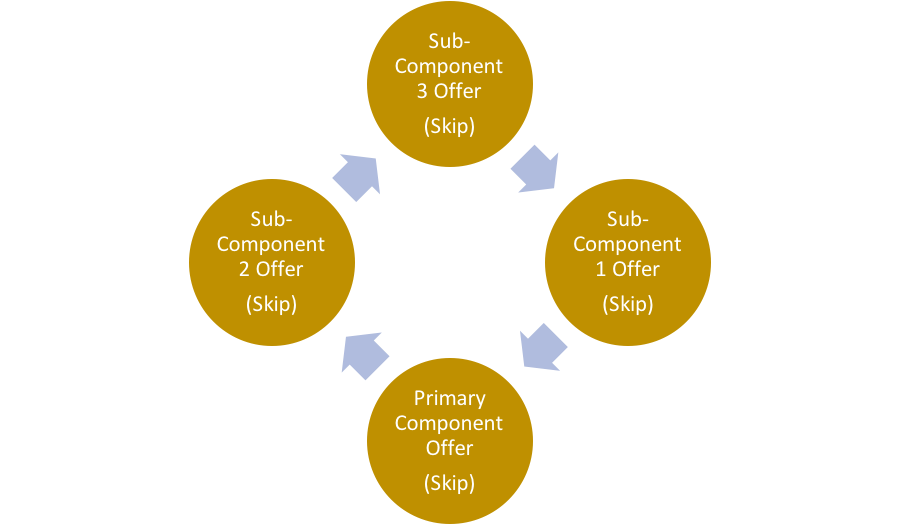 Sub-
Component
3 Offer
(Skip)
Sub-
Component
2 Offer
(Skip)
Sub-
Component
1 Offer
(Skip)
Primary
Component
Offer
(Skip)